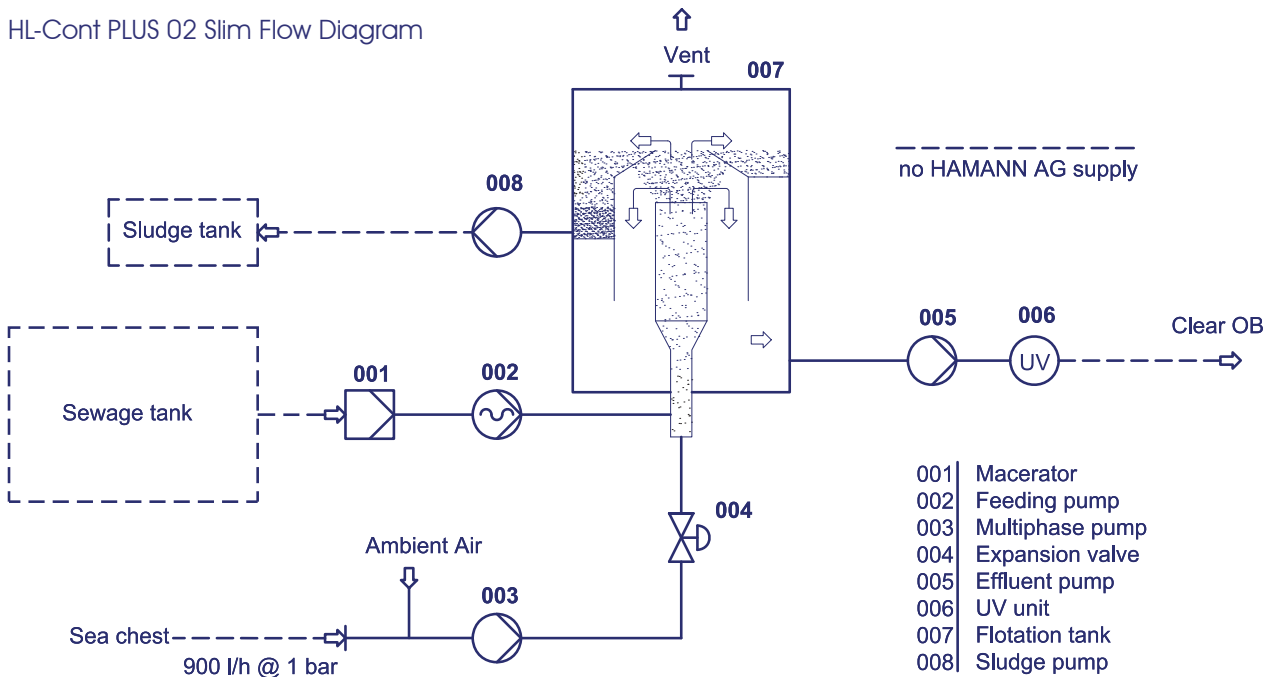 HL-Cont PLUS 02 Slim Flow Diagram
Vent
007
no HAMANN AG supply
008
Sludge tank
005
006
Clear OB
UV
001
002
Sewage tank
004
Ambient Air
003
Sea chest
900 l/h @ 1 bar
001 Macerator
002 Feeding pump
003 Multiphase pump
004 Expansion valve
005 Effluent pump
006 UV unit
007 Flotation tank
008 Sludge pump